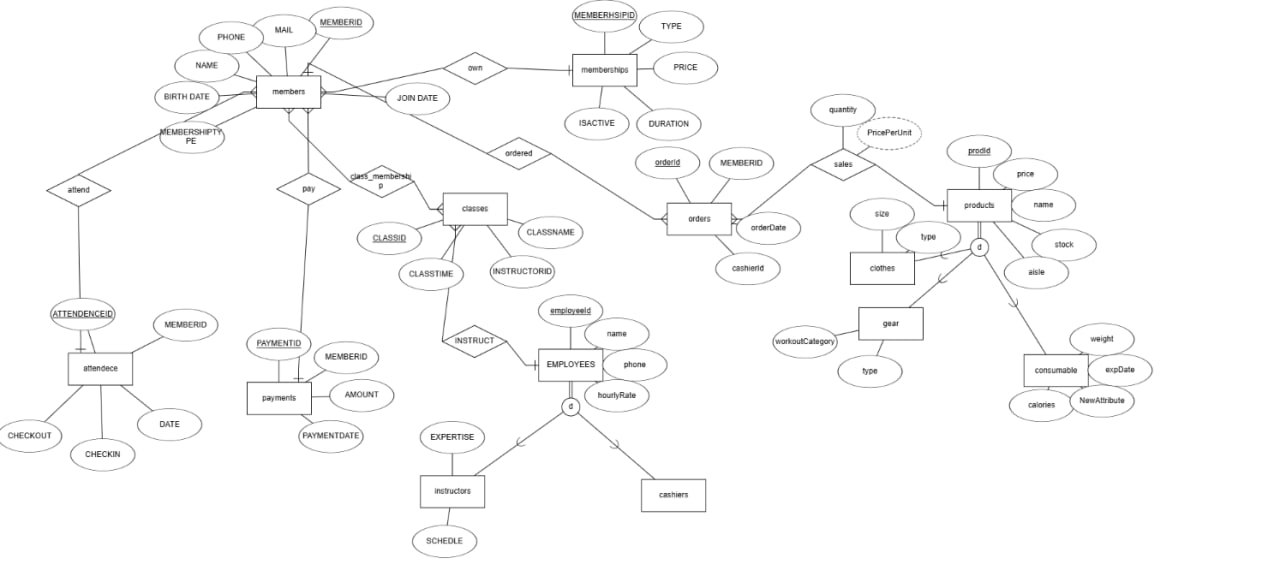 MEMBERID
MAIL
PHONE
NAME
BIRTH DATE
MEMBERSHIPTY
PE
members
JOIN DATE
own
MEMBERHSIPID
TYPE
PRICE
memberships
ISACTIVE
DURATION
attend
pay
class_membershi
p
ordered
classes
CLASSID
CLASSTIME
INSTRUCTORID
CLASSNAME
orderId
MEMBERID
orders
orderDate
cashierId
quantity
PricePerUnit
sales
prodId
price
name
products
stock
aisle
d
size
type
clothes
gear
workoutCategory
type
consumable
weight
expDate
NewAttribute
calories
ATTENDENCEID
MEMBERID
attendece
CHECKOUT
CHECKIN
DATE
PAYMENTID
MEMBERID
payments
AMOUNT
PAYMENTDATE
INSTRUCT
employeeId
name
EMPLOYEES
phone
hourlyRate
d
EXPERTISE
instructors
cashiers
SCHEDLE